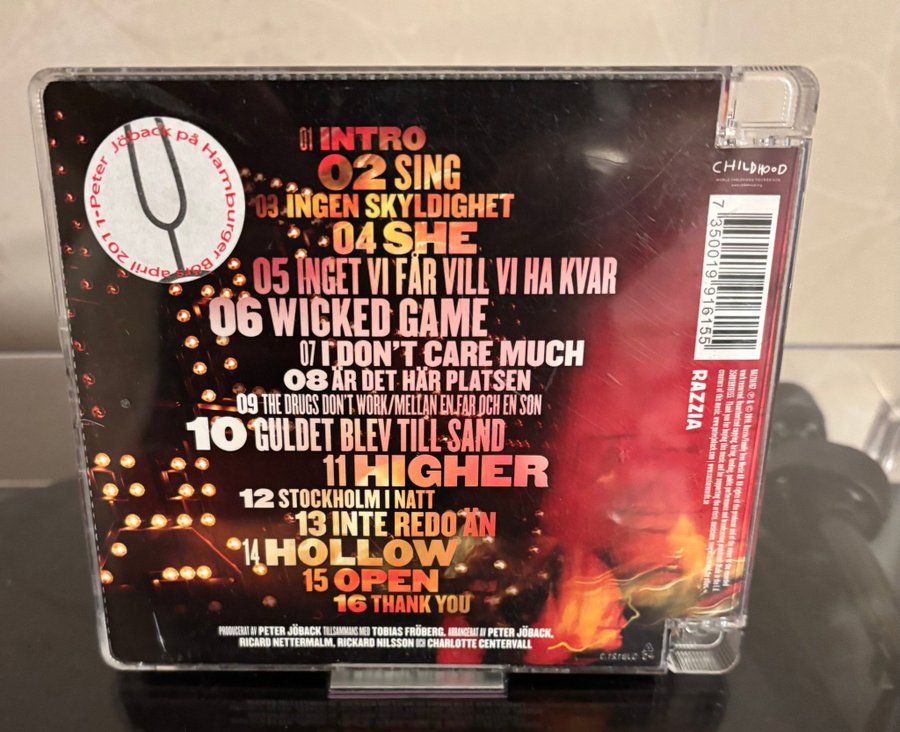 Peter Jöback på Hamburger Börs april 2011-
01 INTRO
02 SING
03 INGEN SKYLDIGHET
04 SHE
05 INGET VI FÅR VILL VI HA KVAR
06 WICKED GAME
07 I DON'T CARE MUCH
08 ÄR DET HÄR PLATSEN
09 THE DRUGS DON'T WORK/MELLAN EN FAR OCH EN SON
10 GULDET BLEV TILL SAND
11 HIGHER
12 STOCKHOLM I NATT
13 INTE REDO ÄN
14 HOLLOW
15 OPEN
16 THANK YOU
PRODUCERAT AV PETER JÖBACK TILLSAMMANS MED TOBIAS FRÖBERG. ARRANGERAT AV PETER JÖBACK,
RICARD NETTERMALM, RICKARD NILSSON OCH CHARLOTTE CENTERVALL
CHILDHOOD
WORLD CHILDHOOD FOUNDATION
7 350019 916155
RAZZIA